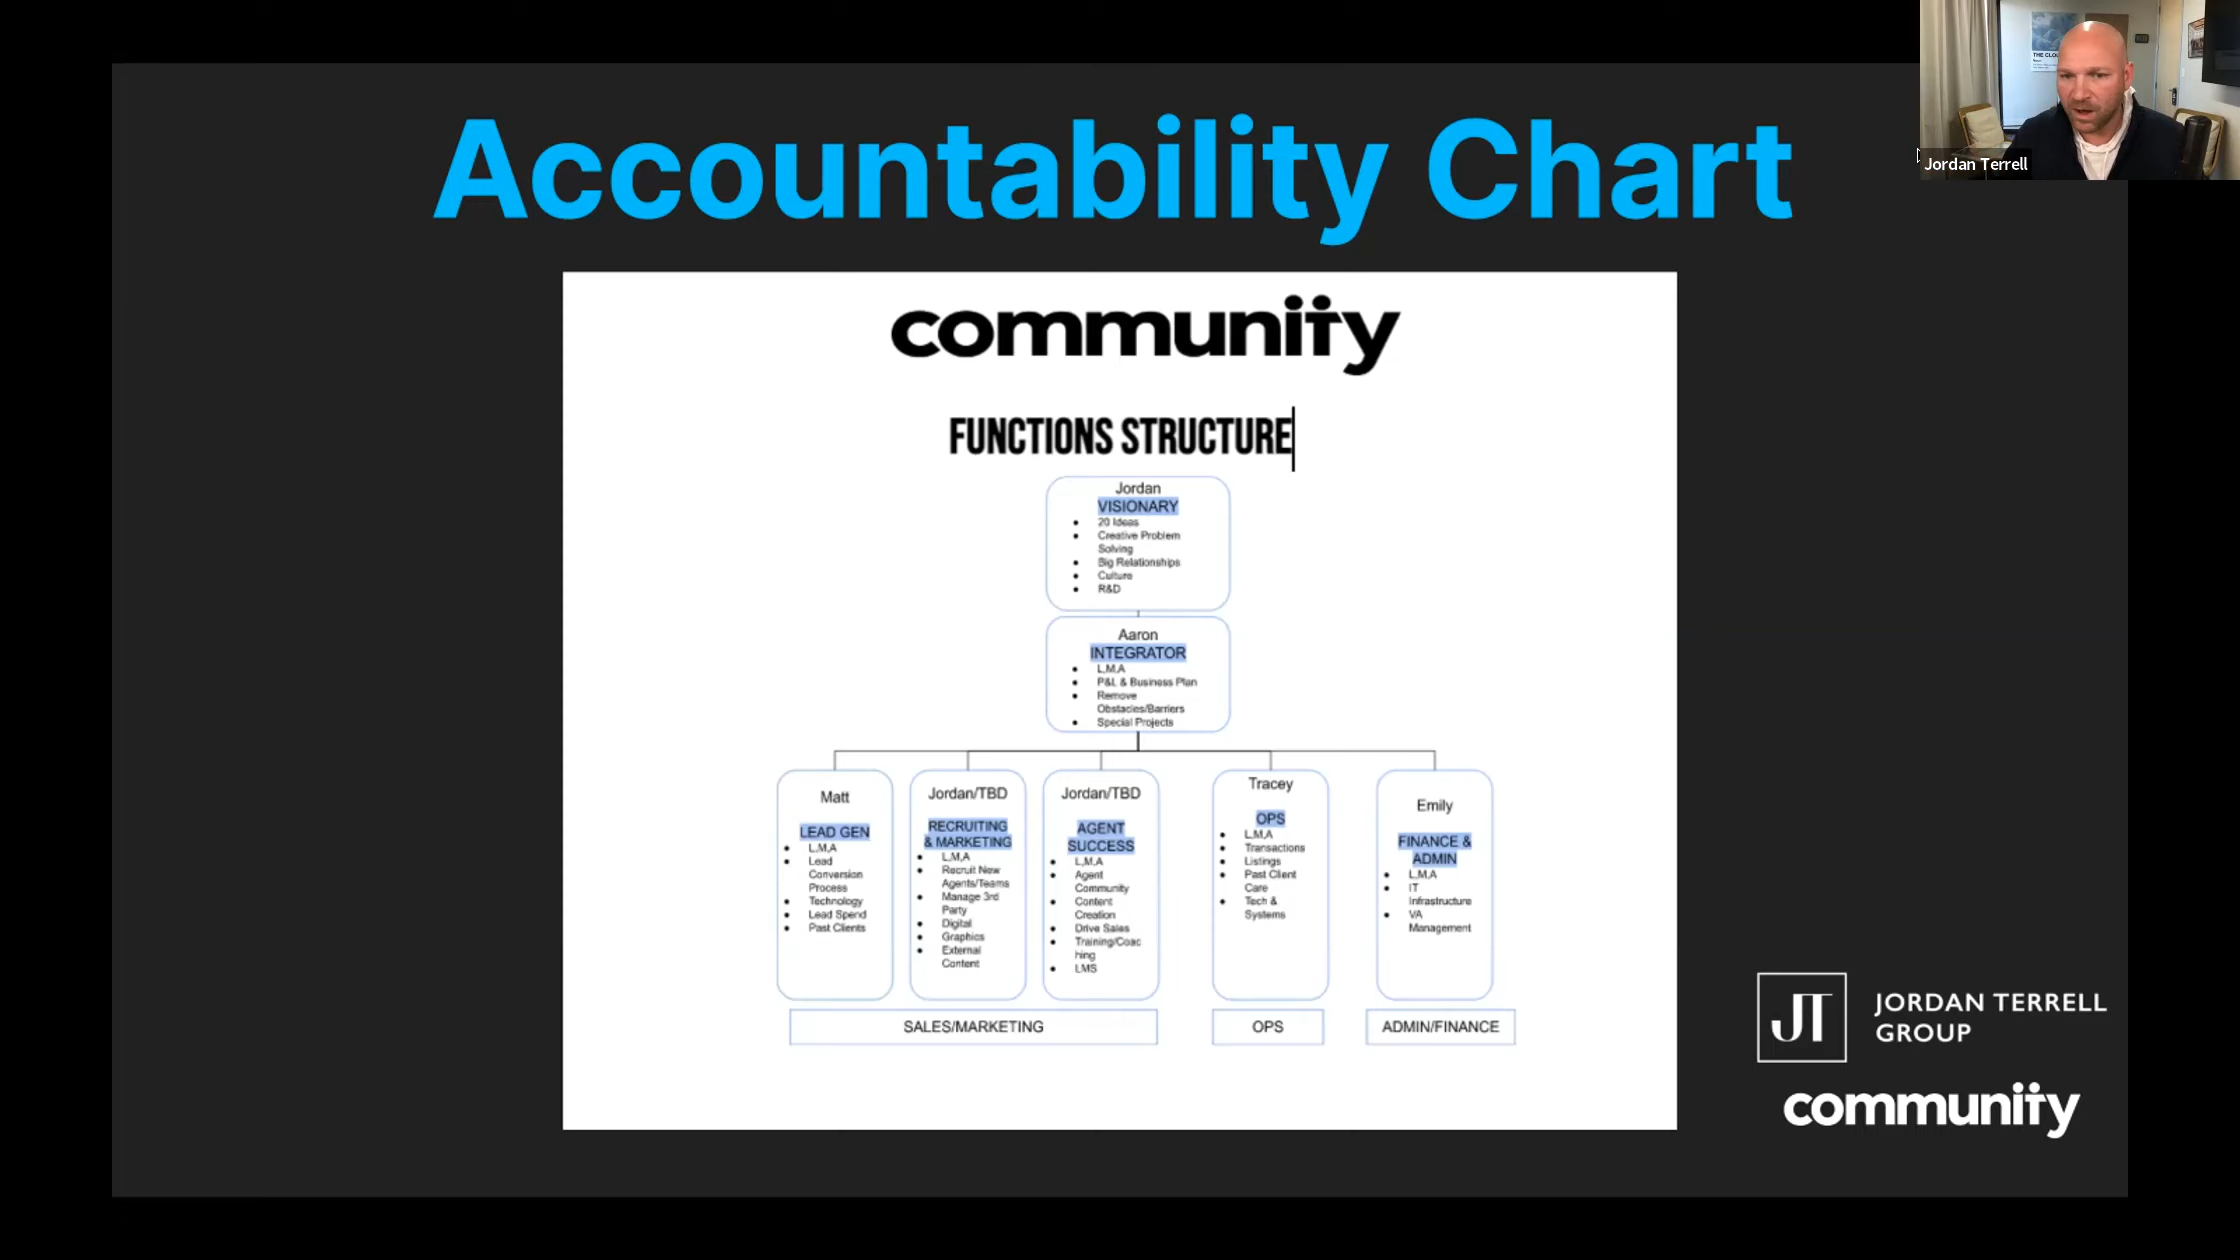 Accountability Chart
Jordan Terrell
community
FUNCTIONS STRUCTURE
Jordan
VISIONARY
20 Ideas
Creative Problem
Solving
Big Relationships
Culture
R&D
Aaron
INTEGRATOR
L,M,A
P&L & Business Plan
Remove
Obstacles/Barriers
Special Projects
Matt
LEAD GEN
L,M,A
Lead
Conversion
Process
Technology
Lead Spend
Past Clients
Jordan/TBD
RECRUITING
& MARKETING
L,M,A
Recruit New
Agents/Teams
Manage 3rd
Party
Digital
Graphics
External
Content
Jordan/TBD
AGENT
SUCCESS
L,M,A
Agent
Community
Content
Creation
Drive Sales
Training/Coac
hing
LMS
Tracey
OPS
L,M,A
Transactions
Listings
Past Client
Care
Tech &
Systems
Emily
FINANCE &
ADMIN
L,M,A
IT
Infrastructure
VA
Management
SALES/MARKETING
OPS
ADMIN/FINANCE
JT
JORDAN TERRELL
GROUP
community